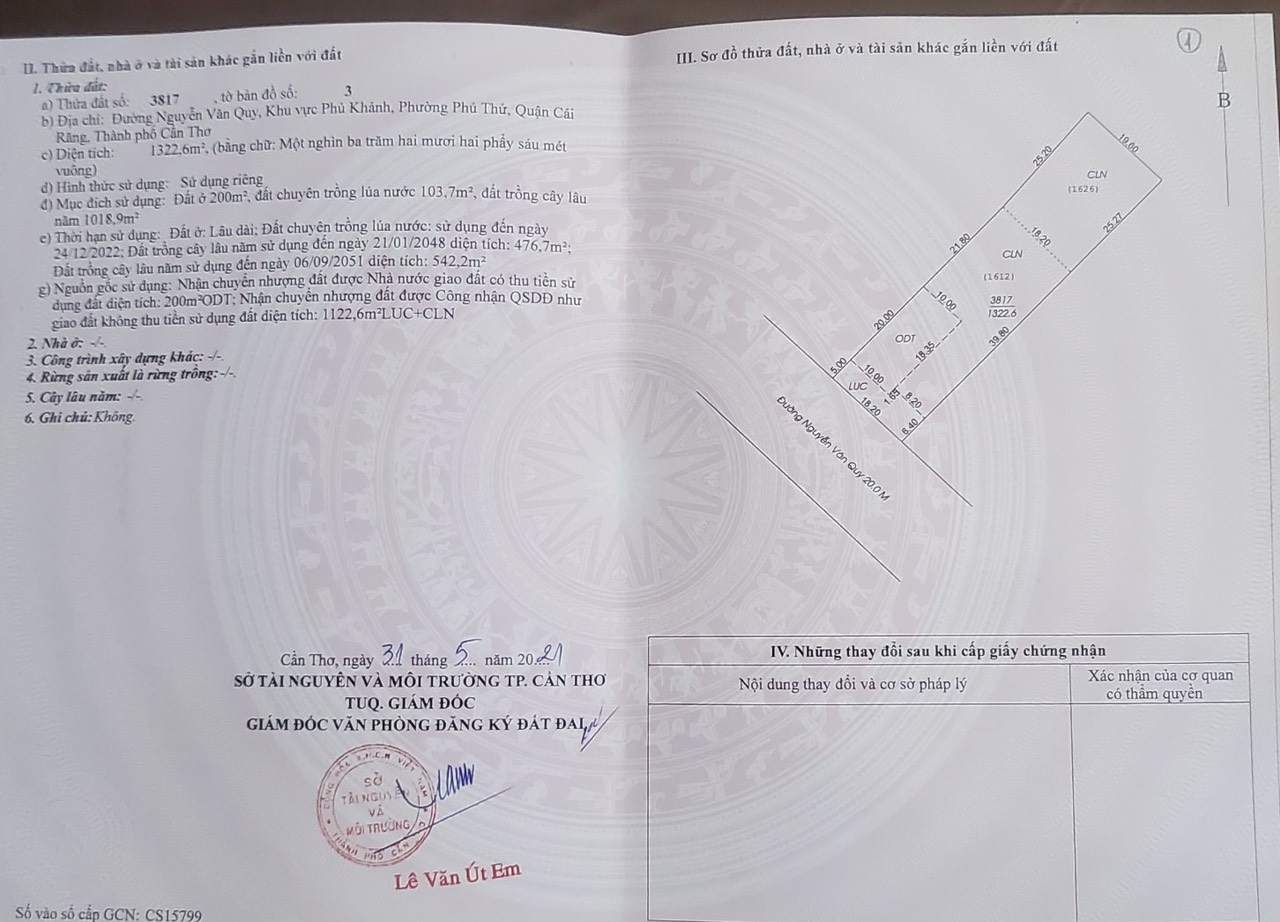 II. Thửa đất, nhà ở và tài sản khác gắn liền với đất
1. Thửa đất:
a) Thửa đất số: 3817 , tờ bản đồ số: 3
b) Địa chỉ: Đường Nguyễn Văn Quy, Khu vực Phú Khánh, Phường Phú Thứ, Quận Cái
Răng, Thành phố Cần Thơ
c) Diện tích: 1322,6m², (bằng chữ: Một nghìn ba trăm hai mươi hai phẩy sáu mét
vuông)
d) Hình thức sử dụng: Sử dụng riêng
đ) Mục đích sử dụng: Đất ở 200m², đất chuyên trồng lúa nước 103,7m², đất trồng cây lâu
năm 1018,9m²
e) Thời hạn sử dụng: Đất ở: Lâu dài; Đất chuyên trồng lúa nước: sử dụng đến ngày
24/12/2022; Đất trồng cây lâu năm sử dụng đến ngày 21/01/2048 diện tích: 476,7m²;
Đất trồng cây lâu năm sử dụng đến ngày 06/09/2051 diện tích: 542,2m²
g) Nguồn gốc sử dụng: Nhận chuyển nhượng đất được Nhà nước giao đất có thu tiền sử
dụng đất diện tích: 200m²ODT; Nhận chuyển nhượng đất được Công nhận QSDĐ như
giao đất không thu tiền sử dụng đất diện tích: 1122,6m²LUC+CLN
2. Nhà ở: -/-.
3. Công trình xây dựng khác: -/-.
4. Rừng sản xuất là rừng trồng: -/-.
5. Cây lâu năm: -/-.
6. Ghi chú: Không.
Cần Thơ, ngày 31 tháng 5 năm 2021
SỞ TÀI NGUYÊN VÀ MÔI TRƯỜNG TP. CẦN THƠ
TUQ. GIÁM ĐỐC
GIÁM ĐỐC VĂN PHÒNG ĐĂNG KÝ ĐẤT ĐAI
CỘNG HÒA X.H.C.N VIỆT NAM
SỞ
TÀI NGUYÊN
VÀ
MÔI TRƯỜNG
THÀNH PHỐ CẦN
Lê Văn Út Em
Số vào sổ cấp GCN: CS15799
III. Sơ đồ thửa đất, nhà ở và tài sản khác gắn liền với đất
1
B
25.20
19.60
CLN
(1626)
21.80
18.20
25.27
CLN
(1612)
10.00
3817
1322.6
20.00
ODT
18.35
39.80
5.00
10.00
LUC
1.65
8.20
18.20
6.40
Đường Nguyễn Văn Quy 20.0 M
IV. Những thay đổi sau khi cấp giấy chứng nhận
Nội dung thay đổi và cơ sở pháp lý
Xác nhận của cơ quan
có thẩm quyền